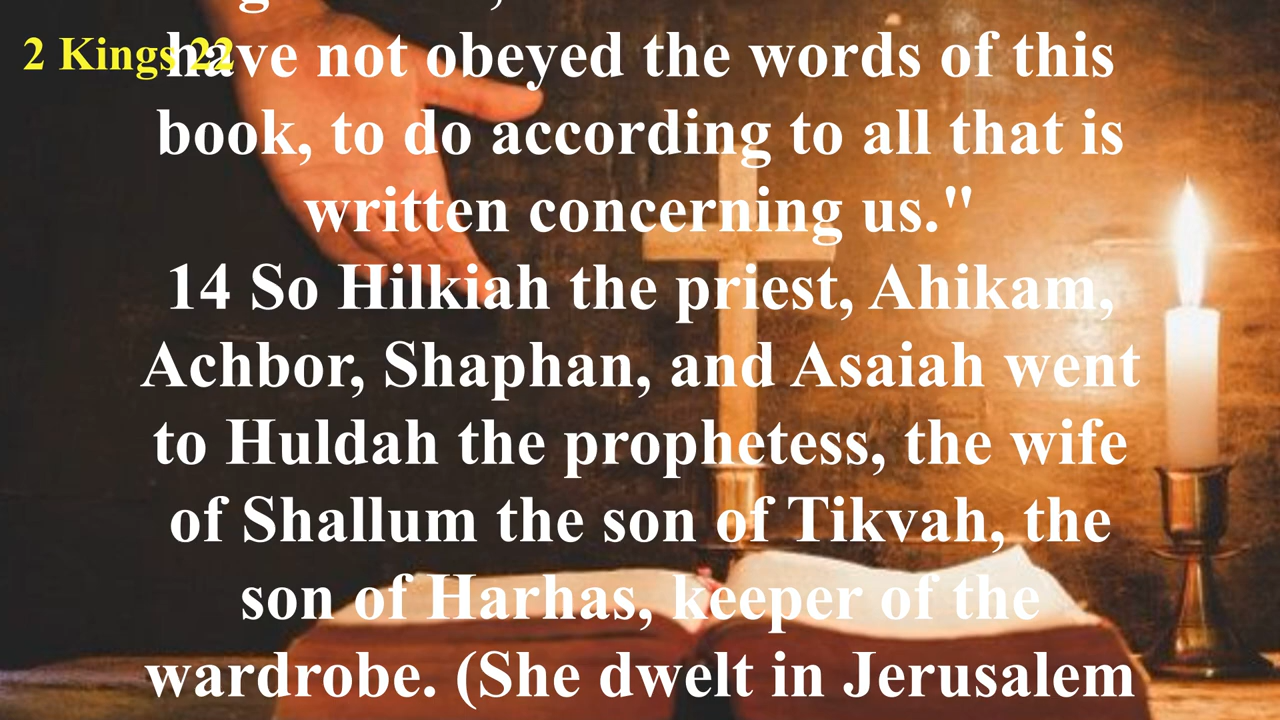 2 Kings 22
have not obeyed the words of this
book, to do according to all that is
written concerning us."
14 So Hilkiah the priest, Ahikam,
Achbor, Shaphan, and Asaiah went
to Huldah the prophetess, the wife
of Shallum the son of Tikvah, the
son of Harhas, keeper of the
wardrobe. (She dwelt in Jerusalem